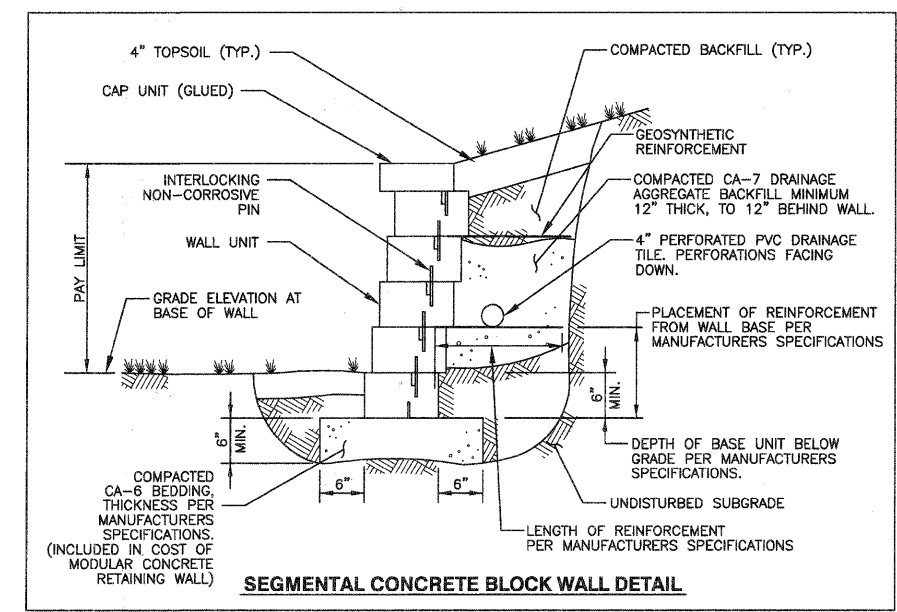 4" TOPSOIL (TYP.)
CAP UNIT (GLUED)
INTERLOCKING
NON-CORROSIVE
PIN
WALL UNIT
PAY LIMIT
GRADE ELEVATION AT
BASE OF WALL
COMPACTED BACKFILL (TYP.)
GEOSYNTHETIC
REINFORCEMENT
COMPACTED CA-7 DRAINAGE
AGGREGATE BACKFILL MINIMUM
12" THICK, TO 12" BEHIND WALL.
4" PERFORATED PVC DRAINAGE
TILE. PERFORATIONS FACING
DOWN.
PLACEMENT OF REINFORCEMENT
FROM WALL BASE PER
MANUFACTURERS SPECIFICATIONS
6"
MIN.
6"
MIN.
DEPTH OF BASE UNIT BELOW
GRADE PER MANUFACTURERS
SPECIFICATIONS.
6"
6"
UNDISTURBED SUBGRADE
LENGTH OF REINFORCEMENT
PER MANUFACTURERS SPECIFICATIONS
COMPACTED
CA-6 BEDDING,
THICKNESS PER
MANUFACTURERS
SPECIFICATIONS.
(INCLUDED IN COST OF
MODULAR CONCRETE
RETAINING WALL)
SEGMENTAL CONCRETE BLOCK WALL DETAIL